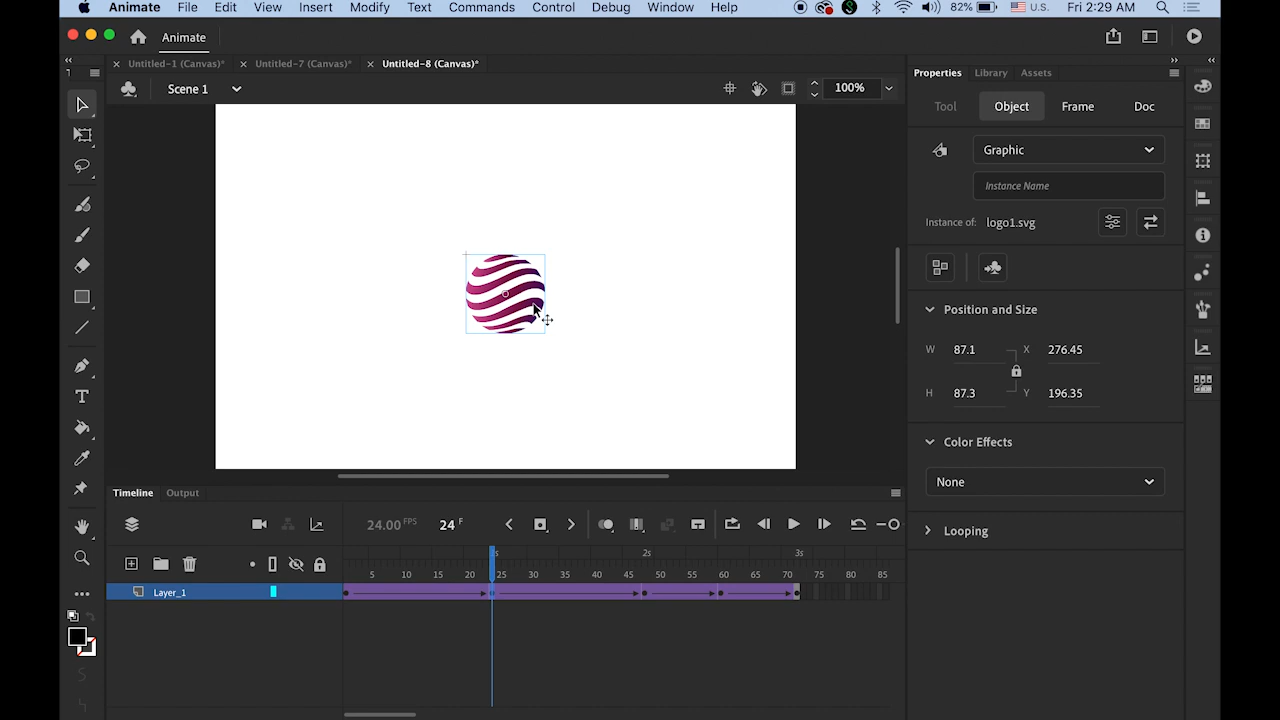 Animate File Edit View Insert Modify Text Commands Control Debug Window Help 82% U.S. Fri 2:29 AM
Animate
Untitled-1 (Canvas)* Untitled-7 (Canvas)* Untitled-8 (Canvas)*
Scene 1 100%
Properties Library Assets
Tool Object Frame Doc
Graphic
Instance Name
Instance of: logo1.svg
Position and Size
W 87.1 X 276.45
H 87.3 Y 196.35
Color Effects
None
Looping
Timeline Output
24.00 FPS 24 F
1s 2s 3s
5 10 15 20 25 30 35 40 45 50 55 60 65 70 75 80 85
Layer_1